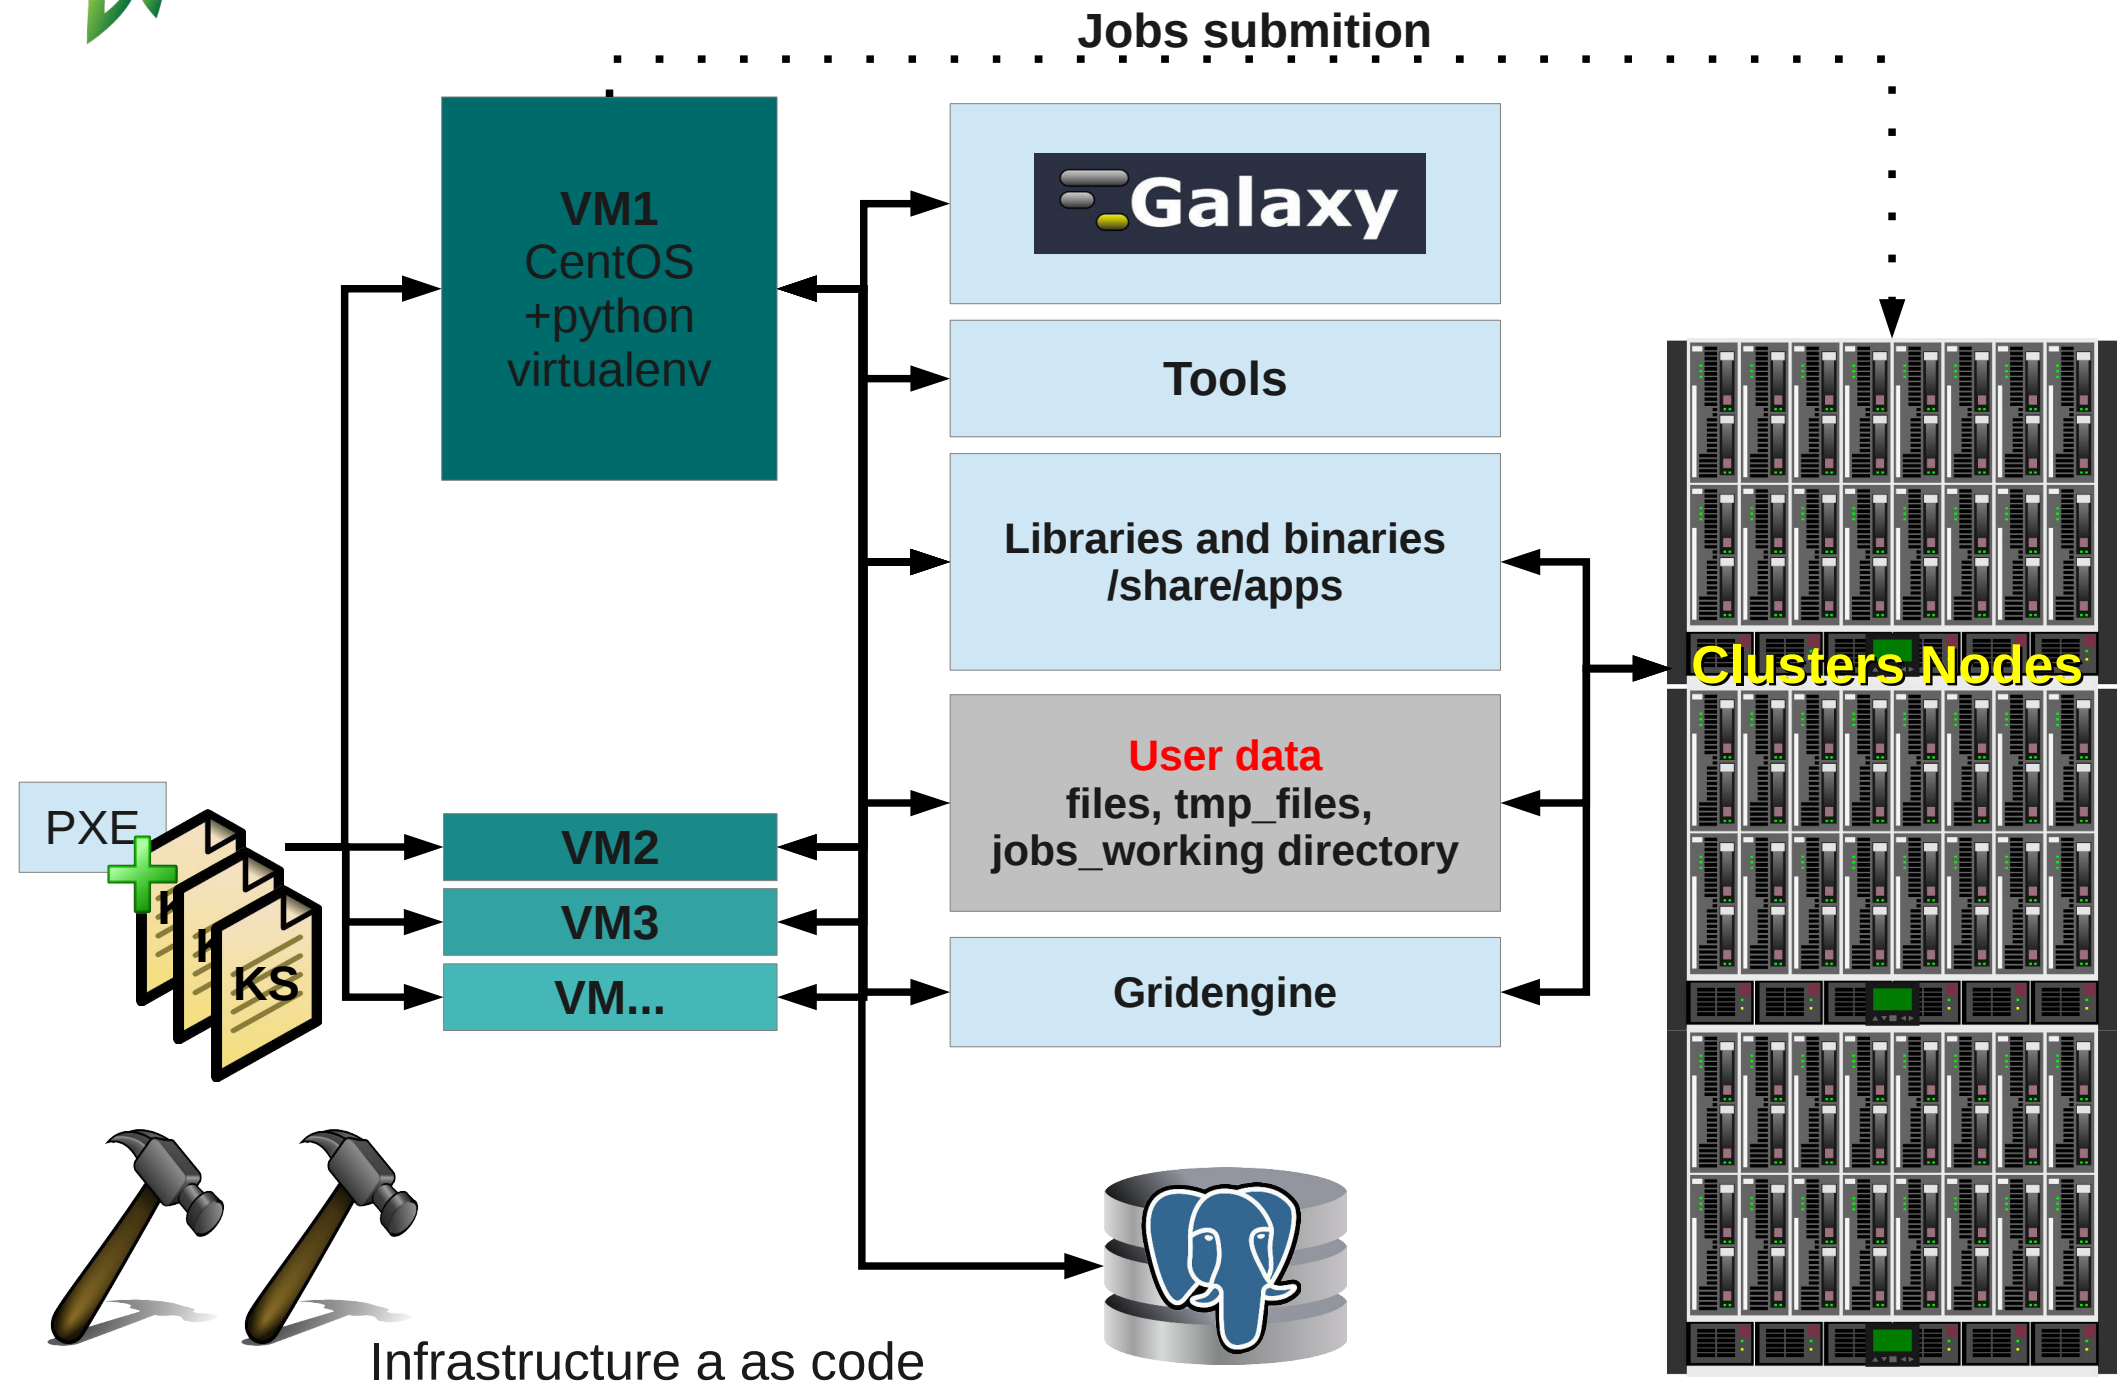 Jobs submition
VM1
CentOS
+python
virtualenv
Galaxy
Tools
Libraries and binaries
/share/apps
Clusters Nodes
User data
files, tmp_files,
jobs_working directory
PXE
KS
VM2
VM3
VM...
Gridengine
Infrastructure a as code